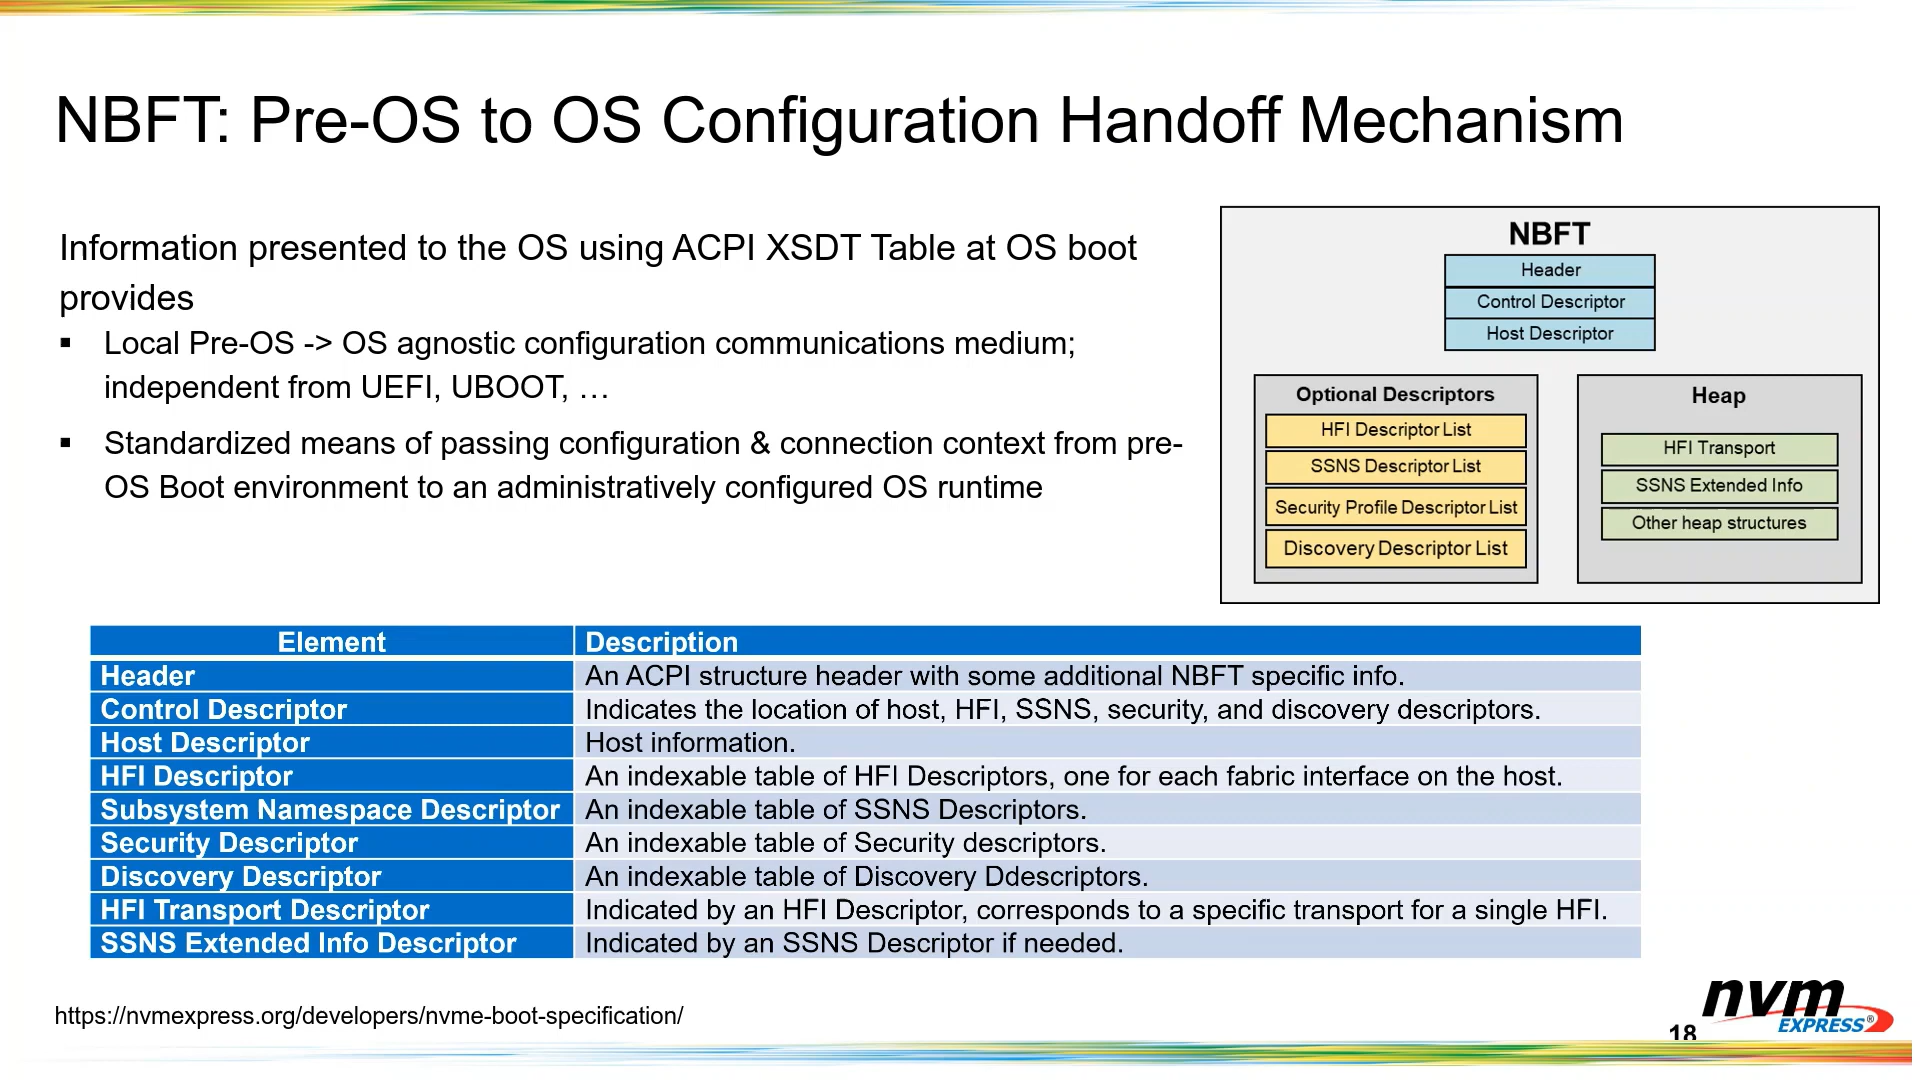 NBFT: Pre-OS to OS Configuration Handoff Mechanism
Information presented to the OS using ACPI XSDT Table at OS boot
provides
▪ Local Pre-OS -> OS agnostic configuration communications medium;
independent from UEFI, UBOOT, …
▪ Standardized means of passing configuration & connection context from pre-
OS Boot environment to an administratively configured OS runtime
NBFT
Header
Control Descriptor
Host Descriptor
Optional Descriptors
HFI Descriptor List
SSNS Descriptor List
Security Profile Descriptor List
Discovery Descriptor List
Heap
HFI Transport
SSNS Extended Info
Other heap structures
Element Description
Header An ACPI structure header with some additional NBFT specific info.
Control Descriptor Indicates the location of host, HFI, SSNS, security, and discovery descriptors.
Host Descriptor Host information.
HFI Descriptor An indexable table of HFI Descriptors, one for each fabric interface on the host.
Subsystem Namespace Descriptor An indexable table of SSNS Descriptors.
Security Descriptor An indexable table of Security descriptors.
Discovery Descriptor An indexable table of Discovery Ddescriptors.
HFI Transport Descriptor Indicated by an HFI Descriptor, corresponds to a specific transport for a single HFI.
SSNS Extended Info Descriptor Indicated by an SSNS Descriptor if needed.
https://nvmexpress.org/developers/nvme-boot-specification/
18
nvm
EXPRESS®